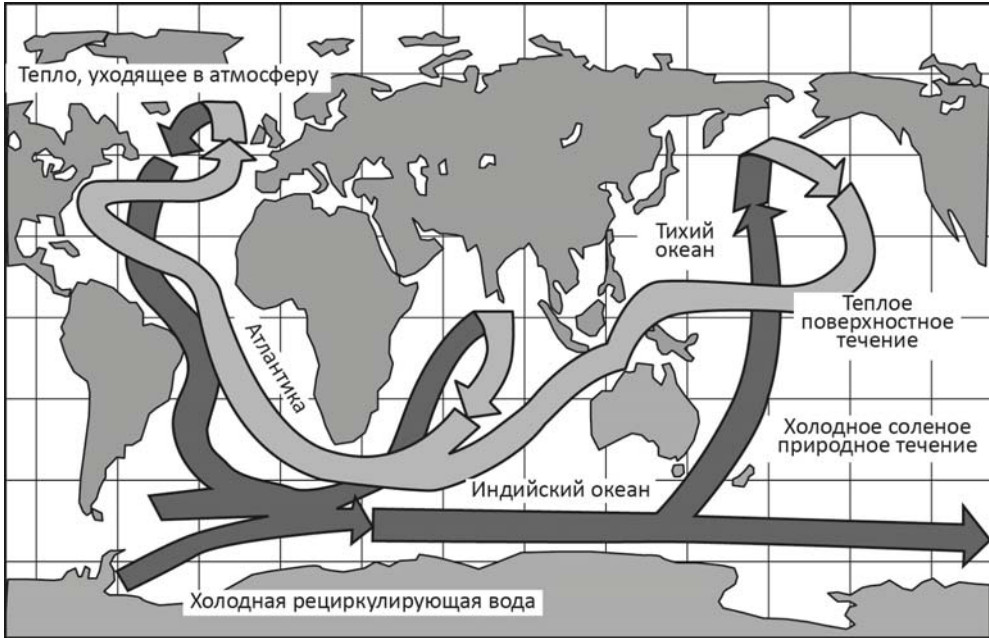 Тепло, уходящее в атмосферу
Тихий
океан
Теплое
поверхностное
течение
Атлантика
Холодное соленое
природное течение
Индийский океан
Холодная рециркулирующая вода